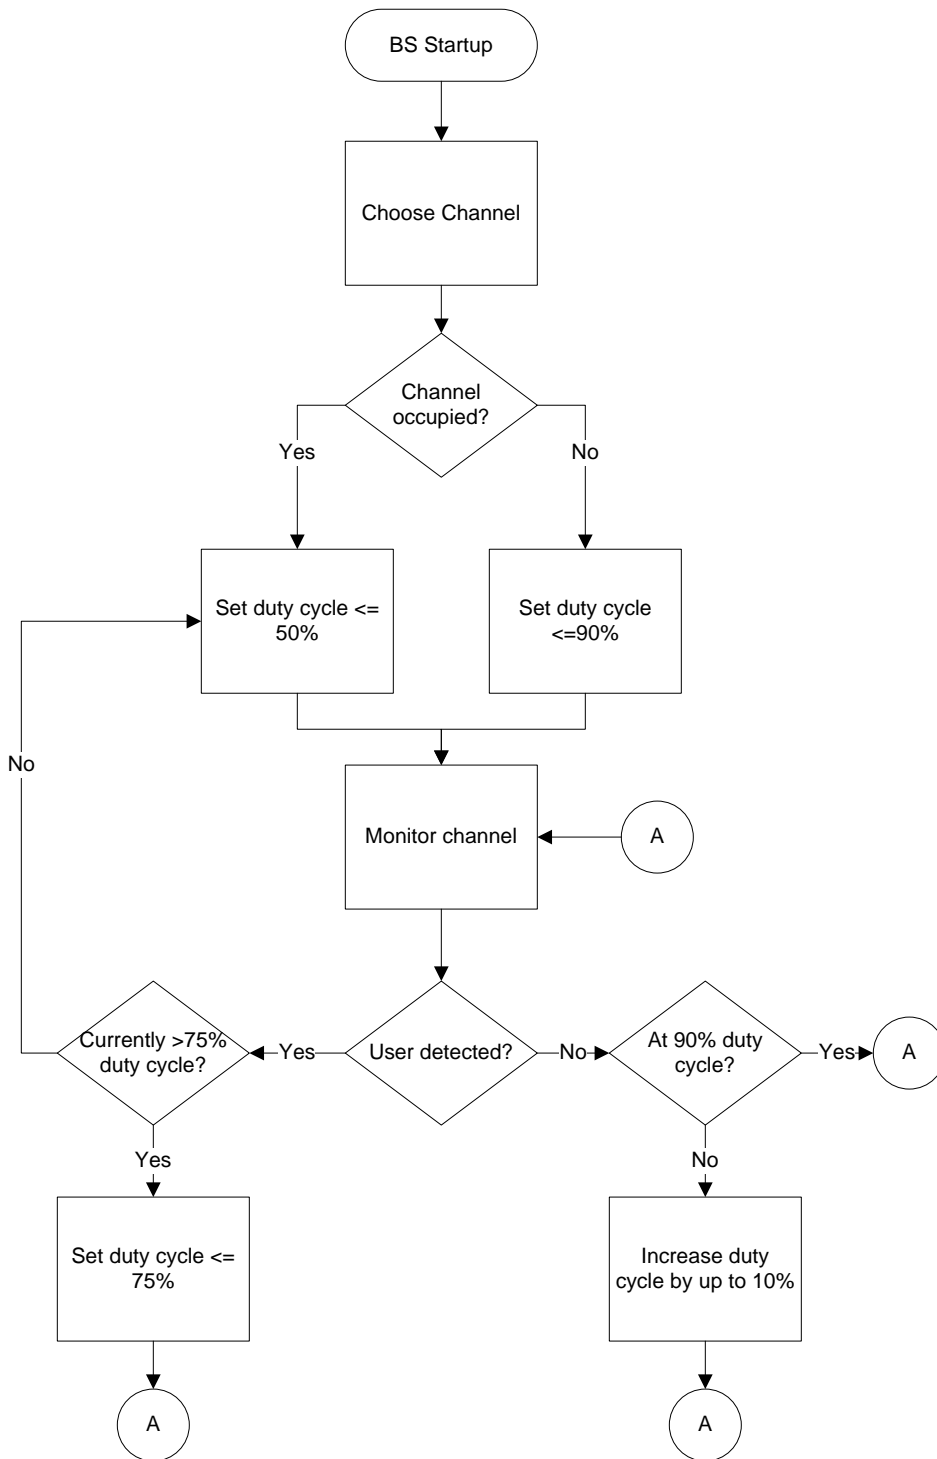 BS Startup
Choose Channel
Channel
occupied?
Yes
No
Set duty cycle <=
50%
Set duty cycle
<=90%
No
Monitor channel
A
Currently >75%
duty cycle?
Yes
User detected?
No
At 90% duty
cycle?
Yes
A
Yes
No
Set duty cycle <=
75%
Increase duty
cycle by up to 10%
A
A